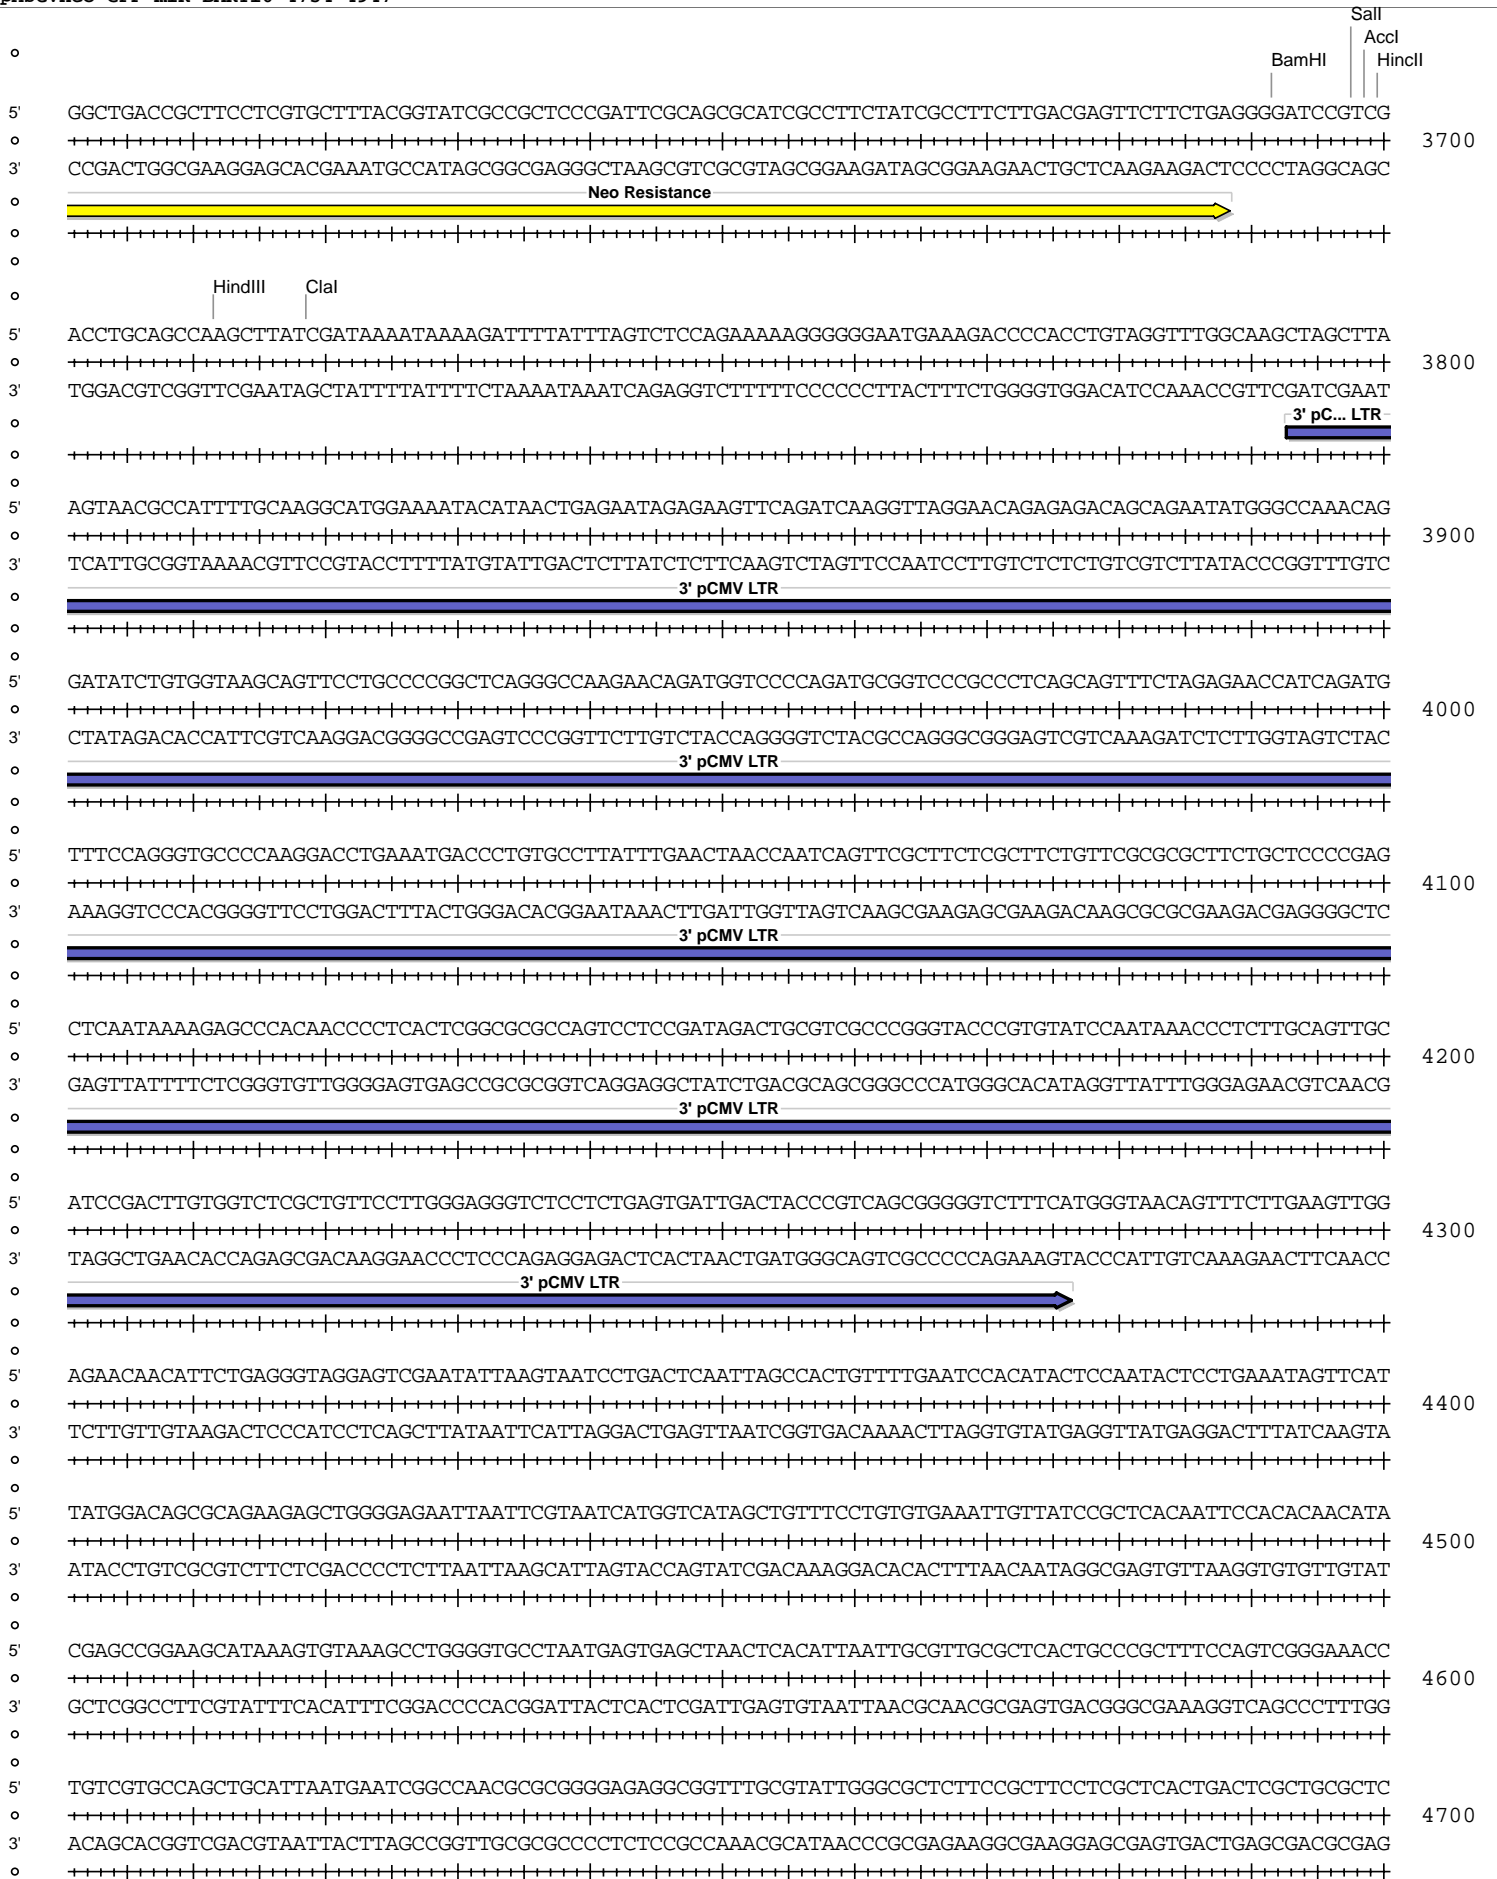 SalI
AccI
BamHI HincII
5' GGCTGACCGCTTCCTCGTGCTTTACGGTATCGCCGCTCCCGATTCGCAGCGCATCGCCTTCTATCGCCTTCTTGACGAGTTCTTCTGAGGGGATCCGTCG
3700
3' CCGACTGGCGAAGGAGCACGAAATGCCATAGCGGCGAGGGCTAAGCGTCGCGTAGCGGAAGATAGCGGAAGAACTGCTCAAGAAGACTCCCCTAGGCAGC
Neo Resistance
HindIII ClaI
5' ACCTGCAGCCAAGCTTATCGATAAAATAAAAGATTTTATTTAGTCTCCAGAAAAAGGGGGGAATGAAAGACCCCACCTGTAGGTTTGGCAAGCTAGCTTA
3800
3' TGGACGTCGGTTCGAATAGCTATTTTATTTTCTAAAATAAATCAGAGGTCTTTTTCCCCCCTTACTTTCTGGGGTGGACATCCAAACCGTTCGATCGAAT
3' pC... LTR
5' AGTAACGCCATTTTGCAAGGCATGGAAAATACATAACTGAGAATAGAGAAGTTCAGATCAAGGTTAGGAACAGAGAGACAGCAGAATATGGGCCAAACAG
3900
3' TCATTGCGGTAAAACGTTCCGTACCTTTTATGTATTGACTCTTATCTCTTCAAGTCTAGTTCCAATCCTTGTCTCTCTGTCGTCTTATACCCGGTTTGTC
3' pCMV LTR
5' GATATCTGTGGTAAGCAGTTCCTGCCCCGGCTCAGGGCCAAGAACAGATGGTCCCCAGATGCGGTCCCGCCCTCAGCAGTTTCTAGAGAACCATCAGATG
4000
3' CTATAGACACCATTCGTCAAGGACGGGGCCGAGTCCCGGTTCTTGTCTACCAGGGGTCTACGCCAGGGCGGGAGTCGTCAAAGATCTCTTGGTAGTCTAC
3' pCMV LTR
5' TTTCCAGGGTGCCCCAAGGACCTGAAATGACCCTGTGCCTTATTTGAACTAACCAATCAGTTCGCTTCTCGCTTCTGTTCGCGCGCTTCTGCTCCCCGAG
4100
3' AAAGGTCCCACGGGGTTCCTGGACTTTACTGGGACACGGAATAAACTTGATTGGTTAGTCAAGCGAAGAGCGAAGACAAGCGCGCGAAGACGAGGGGCTC
3' pCMV LTR
5' CTCAATAAAAGAGCCCACAACCCCTCACTCGGCGCGCCAGTCCTCCGATAGACTGCGTCGCCCGGGTACCCGTGTATCCAATAAACCCTCTTGCAGTTGC
4200
3' GAGTTATTTTCTCGGGTGTTGGGGAGTGAGCCGCGCGGTCAGGAGGCTATCTGACGCAGCGGGCCCATGGGCACATAGGTTATTTGGGAGAACGTCAACG
3' pCMV LTR
5' ATCCGACTTGTGGTCTCGCTGTTCCTTGGGAGGGTCTCCTCTGAGTGATTGACTACCCGTCAGCGGGGGTCTTTCATGGGTAACAGTTTCTTGAAGTTGG
4300
3' TAGGCTGAACACCAGAGCGACAAGGAACCCTCCCAGAGGAGACTCACTAACTGATGGGCAGTCGCCCCCAGAAAGTACCCATTGTCAAAGAACTTCAACC
3' pCMV LTR
5' AGAACAACATTCTGAGGGTAGGAGTCGAATATTAAGTAATCCTGACTCAATTAGCCACTGTTTTGAATCCACATACTCCAATACTCCTGAAATAGTTCAT
4400
3' TCTTGTTGTAAGACTCCCATCCTCAGCTTATAATTCATTAGGACTGAGTTAATCGGTGACAAAACTTAGGTGTATGAGGTTATGAGGACTTTATCAAGTA
5' TATGGACAGCGCAGAAGAGCTGGGGAGAATTAATTCGTAATCATGGTCATAGCTGTTTCCTGTGTGAAATTGTTATCCGCTCACAATTCCACACAACATA
4500
3' ATACCTGTCGCGTCTTCTCGACCCCTCTTAATTAAGCATTAGTACCAGTATCGACAAAGGACACACTTTAACAATAGGCGAGTGTTAAGGTGTGTTGTAT
5' CGAGCCGGAAGCATAAAGTGTAAAGCCTGGGGTGCCTAATGAGTGAGCTAACTCACATTAATTGCGTTGCGCTCACTGCCCGCTTTCCAGTCGGGAAACC
4600
3' GCTCGGCCTTCGTATTTCACATTTCGGACCCCACGGATTACTCACTCGATTGAGTGTAATTAACGCAACGCGAGTGACGGGCGAAAGGTCAGCCCTTTGG
5' TGTCGTGCCAGCTGCATTAATGAATCGGCCAACGCGCGGGGAGAGGCGGTTTGCGTATTGGGCGCTCTTCCGCTTCCTCGCTCACTGACTCGCTGCGCTC
4700
3' ACAGCACGGTCGACGTAATTACTTAGCCGGTTGCGCGCCCCTCTCCGCCAAACGCATAACCCGCGAGAAGGCGAAGGAGCGAGTGACTGAGCGACGCGAG